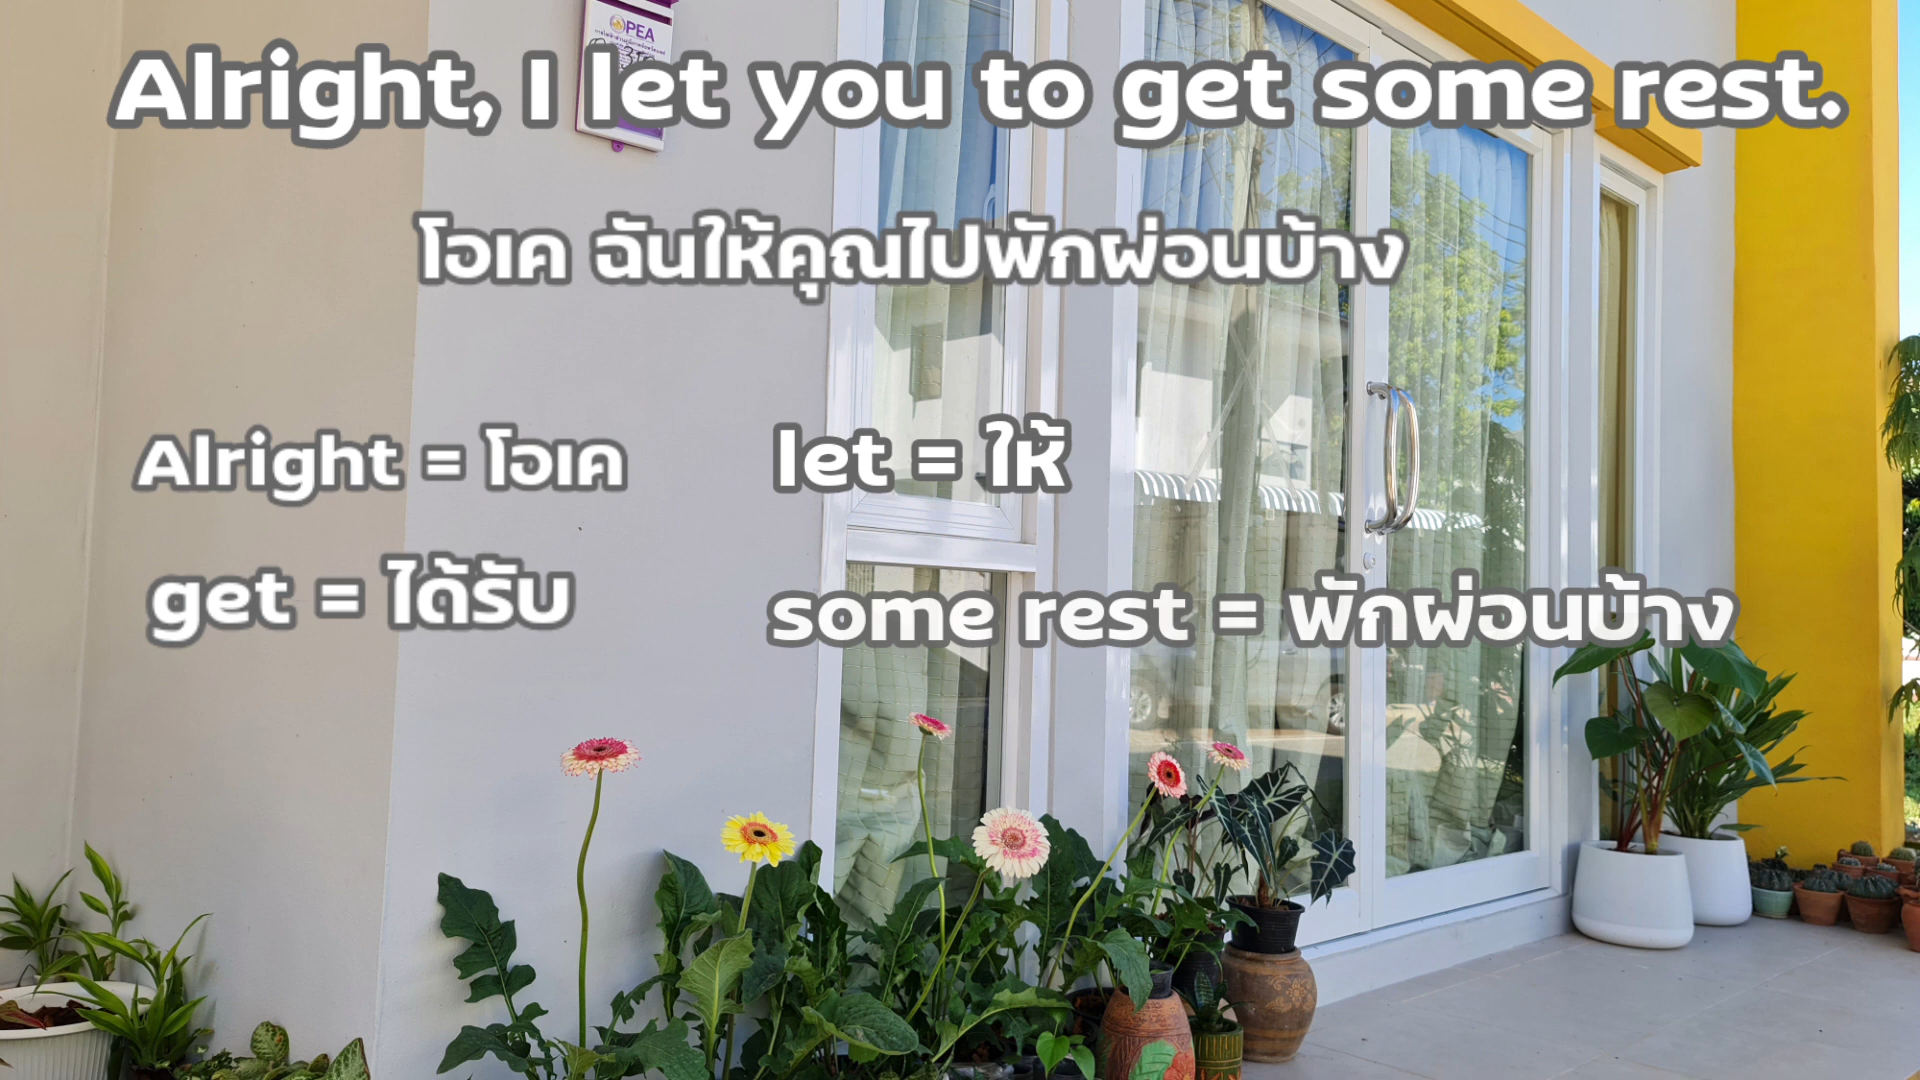 PEA
Alright, I let you to get some rest.
โอเค ฉันให้คุณไปพักผ่อนบ้าง
Alright = โอเค
let = ให้
get = ได้รับ
some rest = พักผ่อนบ้าง